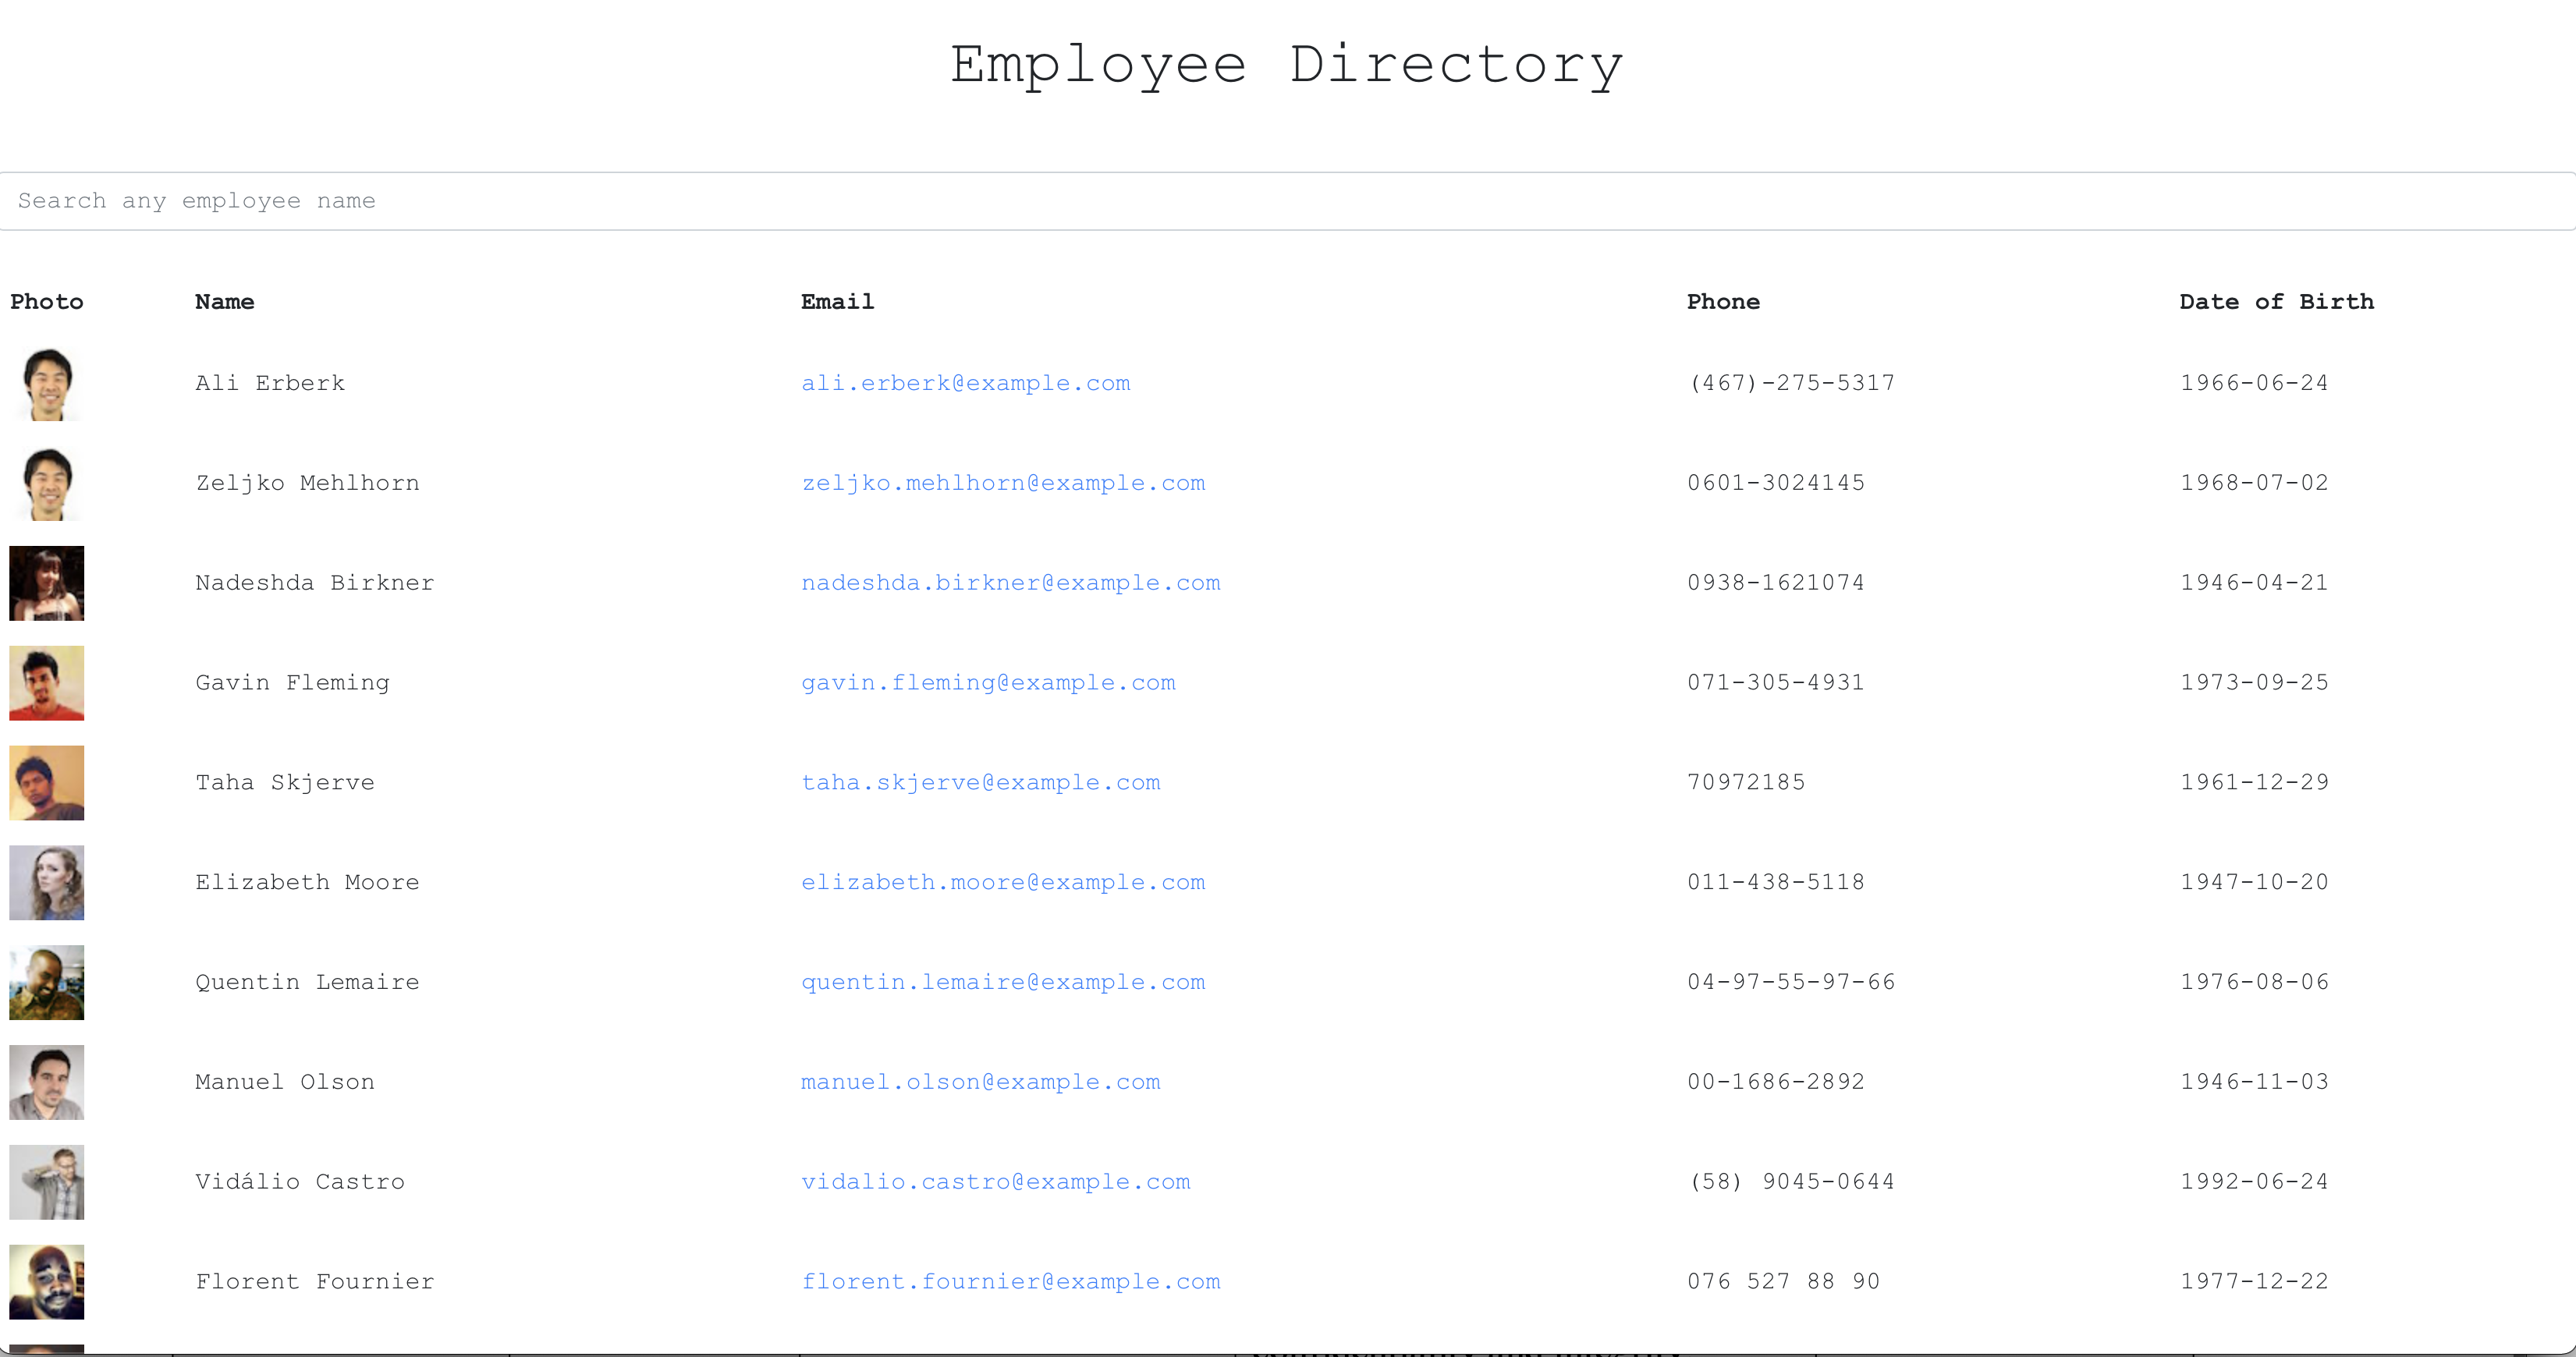 Employee Directory
Search any employee name
Photo Name Email Phone Date of Birth
Ali Erberk ali.erberk@example.com (467)-275-5317 1966-06-24
Zeljko Mehlhorn zeljko.mehlhorn@example.com 0601-3024145 1968-07-02
Nadeshda Birkner nadeshda.birkner@example.com 0938-1621074 1946-04-21
Gavin Fleming gavin.fleming@example.com 071-305-4931 1973-09-25
Taha Skjerve taha.skjerve@example.com 70972185 1961-12-29
Elizabeth Moore elizabeth.moore@example.com 011-438-5118 1947-10-20
Quentin Lemaire quentin.lemaire@example.com 04-97-55-97-66 1976-08-06
Manuel Olson manuel.olson@example.com 00-1686-2892 1946-11-03
Vidálio Castro vidalio.castro@example.com (58) 9045-0644 1992-06-24
Florent Fournier florent.fournier@example.com 076 527 88 90 1977-12-22